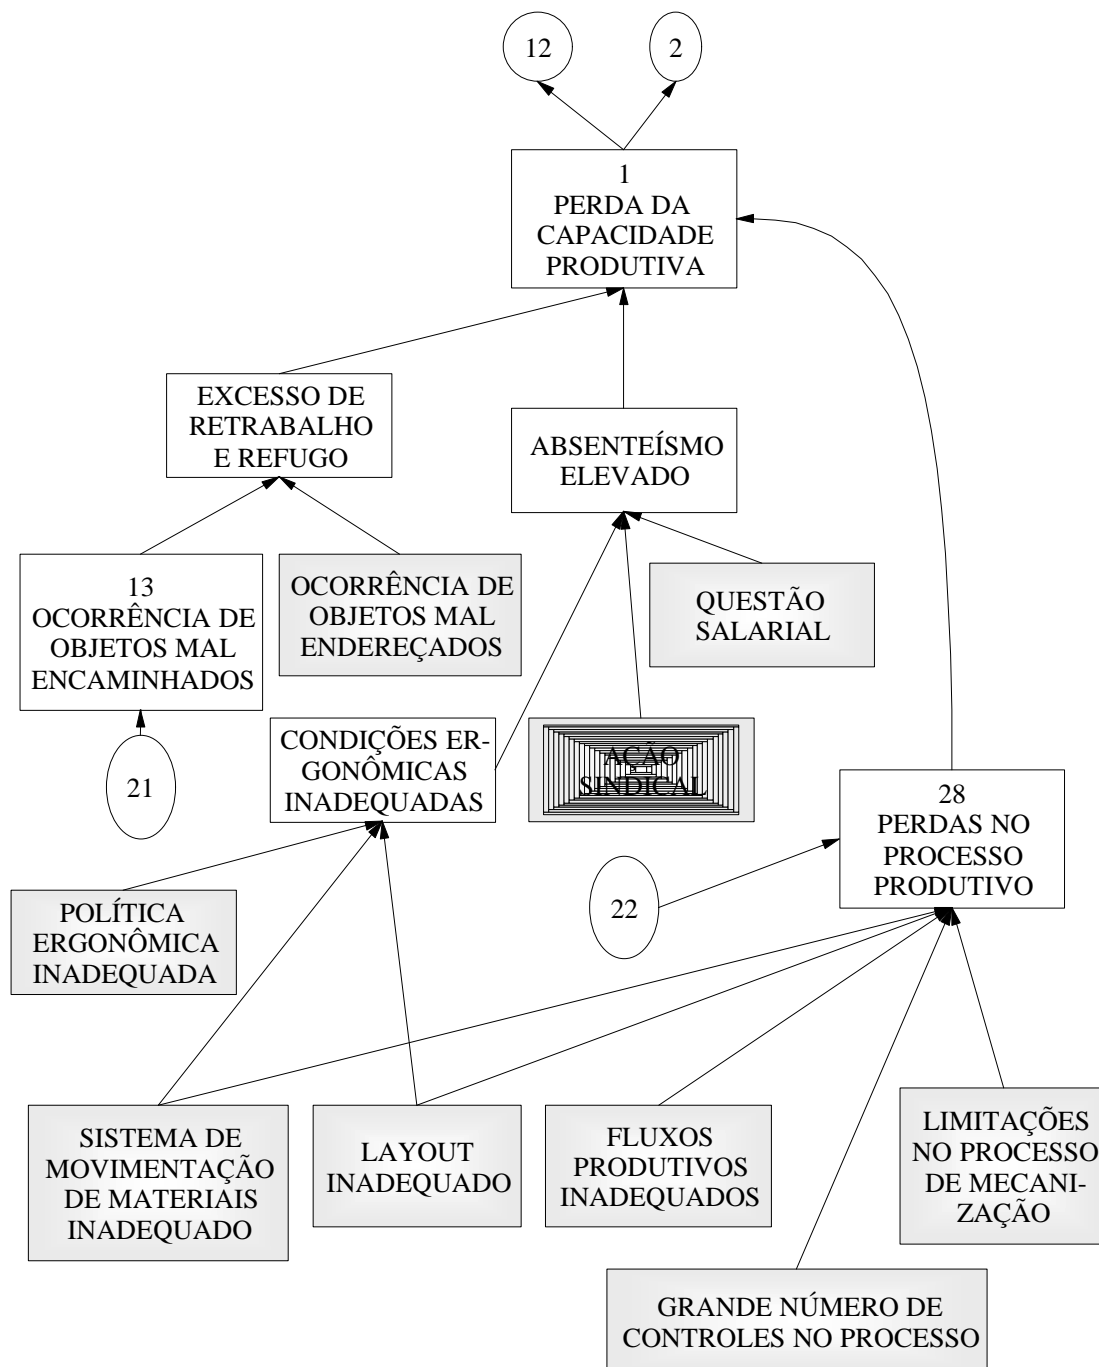 12
2
1
PERDA DA
CAPACIDADE
PRODUTIVA
EXCESSO DE
RETRABALHO
E REFUGO
ABSENTEÍSMO
ELEVADO
13
OCORRÊNCIA DE
OBJETOS MAL
ENCAMINHADOS
OCORRÊNCIA DE
OBJETOS MAL
ENDEREÇADOS
QUESTÃO
SALARIAL
21
CONDIÇÕES ER-
GONÔMICAS
INADEQUADAS
AÇÃO
SINDICAL
28
PERDAS NO
PROCESSO
PRODUTIVO
22
POLÍTICA
ERGONÔMICA
INADEQUADA
SISTEMA DE
MOVIMENTAÇÃO
DE MATERIAIS
INADEQUADO
LAYOUT
INADEQUADO
FLUXOS
PRODUTIVOS
INADEQUADOS
LIMITAÇÕES
NO PROCESSO
DE MECANI-
ZAÇÃO
GRANDE NÚMERO DE
CONTROLES NO PROCESSO